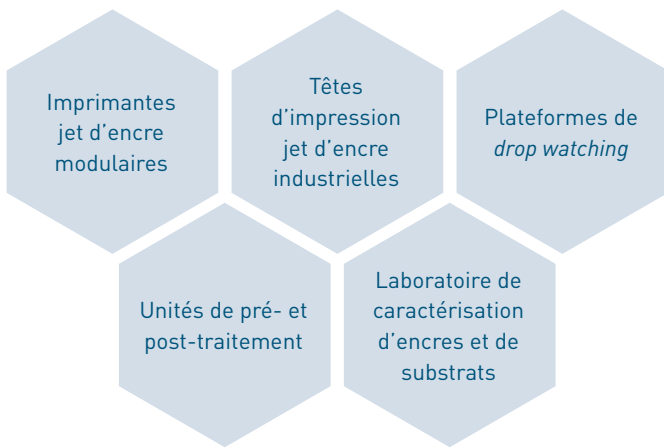 Imprimantes
jet d'encre
modulaires
Têtes
d'impression
jet d'encre
industrielles
Plateformes de
drop watching
Unités de pré- et
post-traitement
Laboratoire de
caractérisation
d'encres et de
substrats